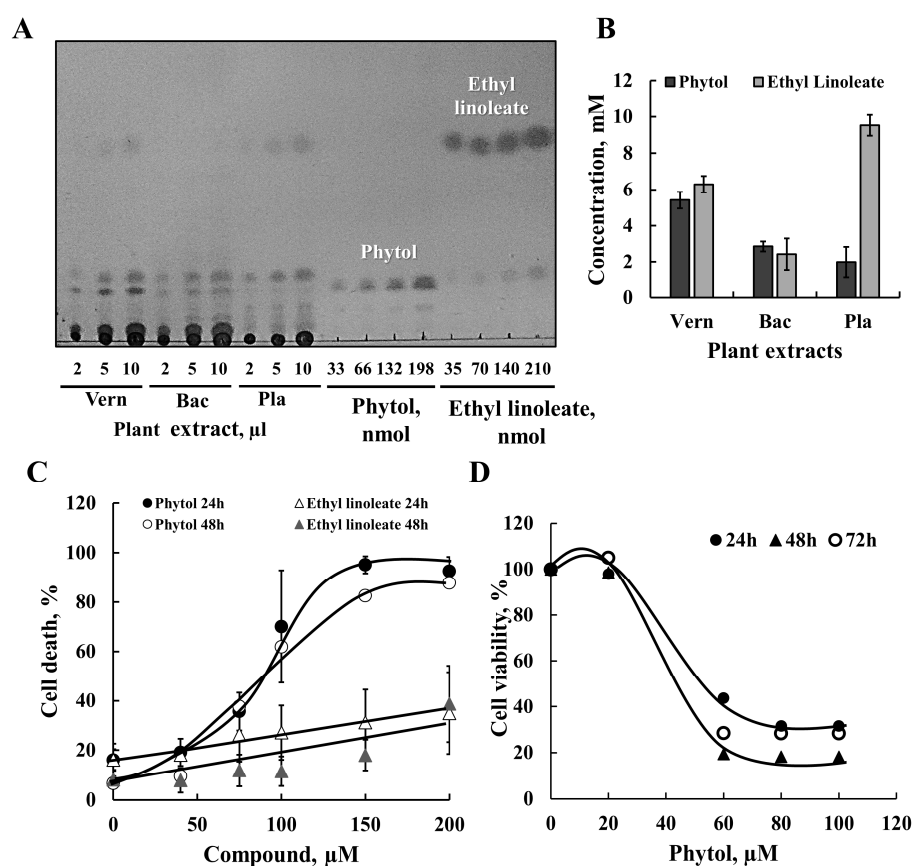 A
Ethyl
linoleate
Phytol
2 5 10 2 5 10 2 5 10 33 66 132 198 35 70 140 210
Vern Bac Pla
Plant extract, µl
Phytol,
nmol
Ethyl linoleate,
nmol
B
Phytol Ethyl Linoleate
Concentration, mM
12
10
8
6
4
2
0
Vern Bac Pla
Plant extracts
C
Phytol 24h Ethyl linoleate 24h
Phytol 48h Ethyl linoleate 48h
Cell death, %
120
100
80
60
40
20
0
0 50 100 150 200
Compound, µM
D
24h 48h 72h
Cell viability, %
120
100
80
60
40
20
0
0 20 40 60 80 100 120
Phytol, µM